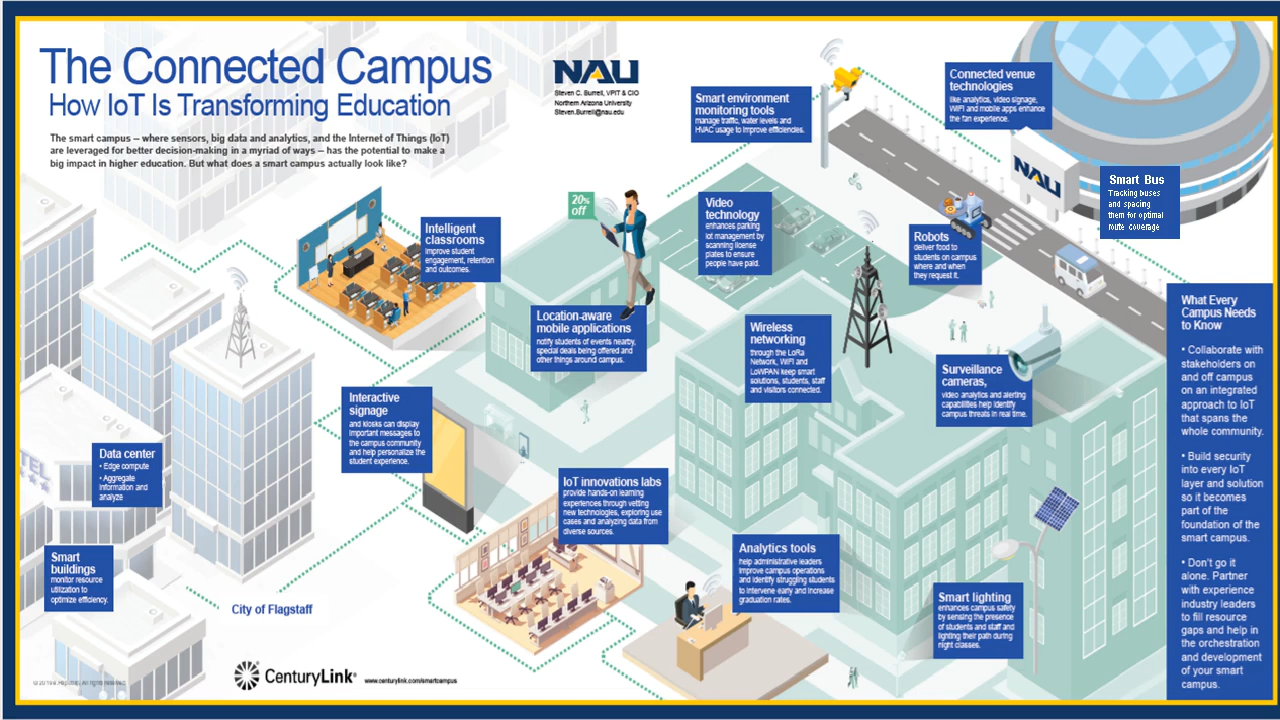 The Connected Campus
How IoT Is Transforming Education
The smart campus – where sensors, big data and analytics, and the Internet of Things (IoT)
are leveraged for better decision-making in a myriad of ways – has the potential to make a
big impact in higher education. But what does a smart campus actually look like?
NAU
Steven C. Burrell, VPIT & CIO
Northern Arizona University
Steven.Burrell@nau.edu
Smart environment
monitoring tools
manage traffic, water levels and
HVAC usage to improve efficiencies.
Connected venue
technologies
like analytics, video signage,
WiFi and mobile apps enhance
the fan experience.
NAU
Smart Bus
Tracking buses
and spacing
them for optimal
route coverage
Intelligent
classrooms
improve student
engagement, retention
and outcomes.
20%
off
Location-aware
mobile applications
notify students of events nearby,
special deals being offered and
other things around campus.
Video
technology
enhances parking
lot management by
scanning license
plates to ensure
people have paid.
Robots
deliver food to
students on campus
where and when
they request it.
Wireless
networking
through the LoRa
Network, WiFi and
LoWPAN keep smart
solutions, students, staff
and visitors connected.
Surveillance
cameras,
video analytics and alerting
capabilities help identify
campus threats in real time.
Interactive
signage
and kiosks can display
important messages to
the campus community
and help personalize the
student experience.
Data center
• Edge compute
• Aggregate
information and
analyze
IoT innovations labs
provide hands-on learning
experiences through vetting
new technologies, exploring use
cases and analyzing data from
diverse sources.
Analytics tools
help administrative leaders
improve campus operations
and identify struggling students
to intervene early and increase
graduation rates.
Smart
buildings
monitor resource
utilization to
optimize efficiency.
Smart lighting
enhances campus safety
by sensing the presence
of students and staff and
lighting their path during
night classes.
City of Flagstaff
CenturyLink®
www.centurylink.com/smartcampus
What Every
Campus Needs
to Know
• Collaborate with
stakeholders on
and off campus
on an integrated
approach to IoT
that spans the
whole community.
• Build security
into every IoT
layer and solution
so it becomes
part of the
foundation of the
smart campus.
• Don't go it
alone. Partner
with experience
industry leaders
to fill resource
gaps and help in
the orchestration
and development
of your smart
campus.
All rights reserved.